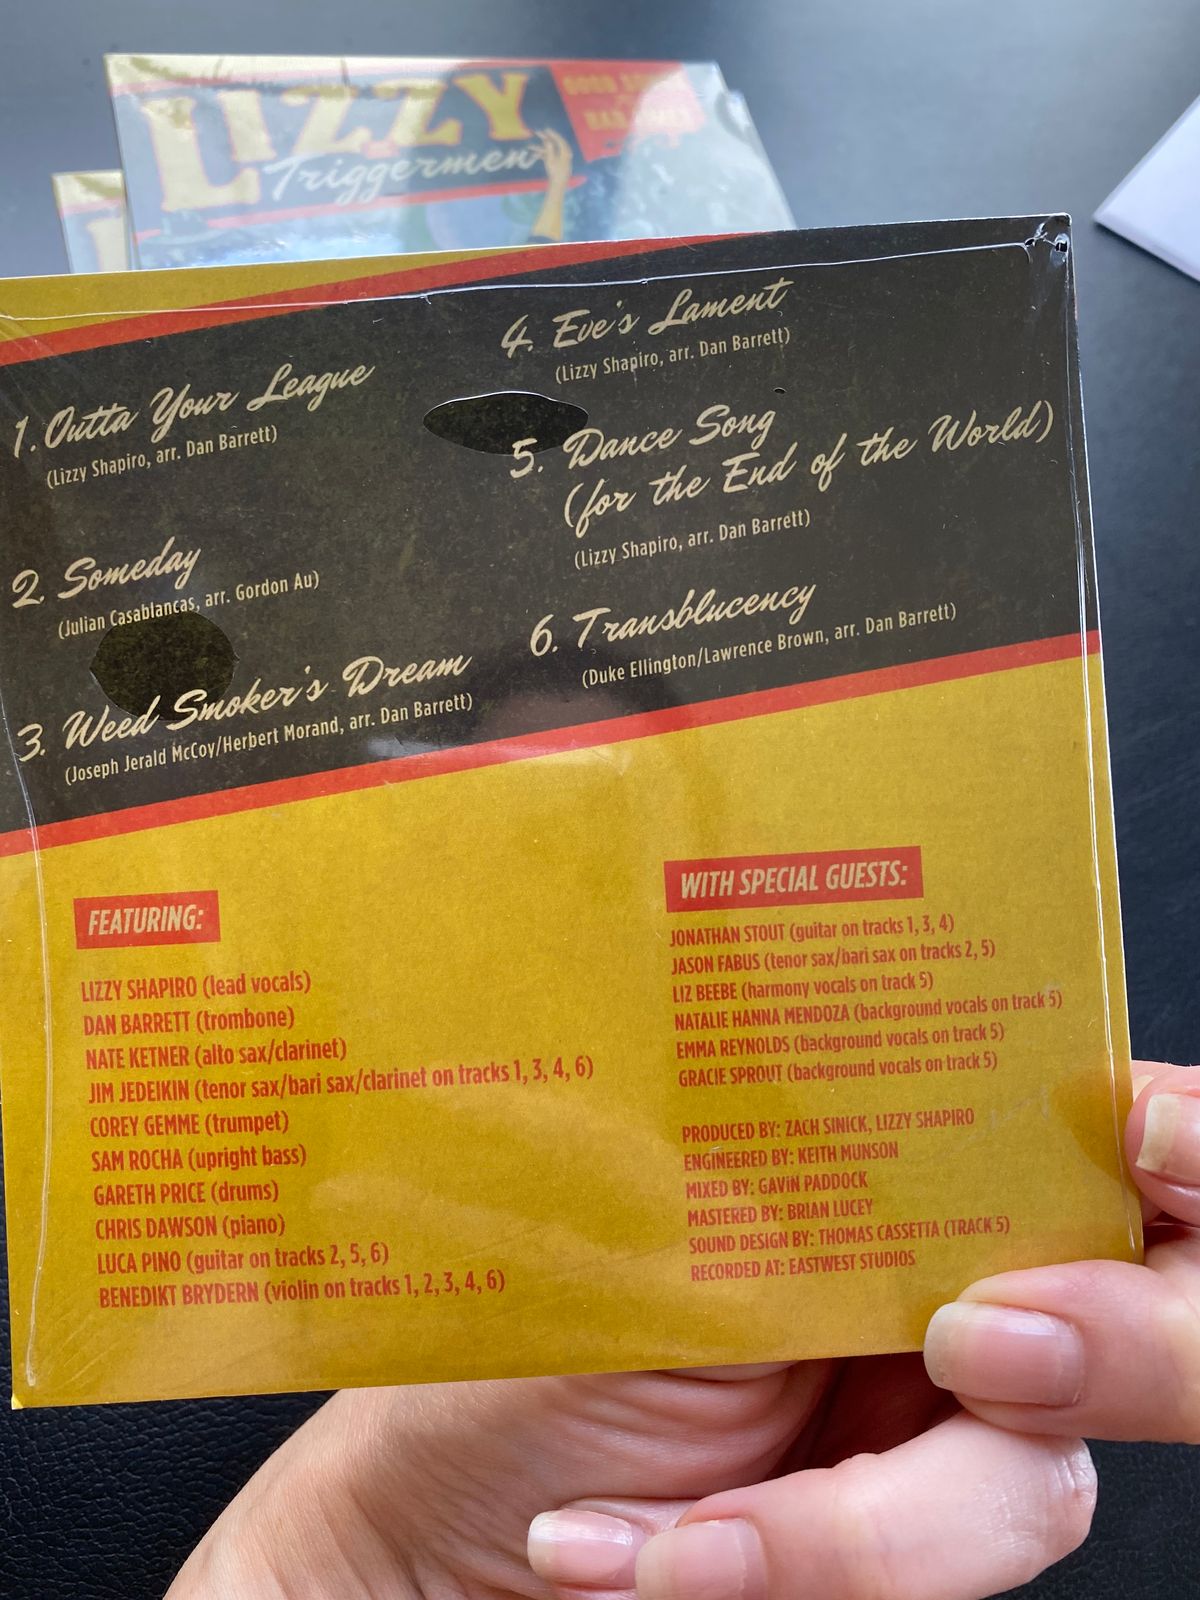 LIZZY
Triggermen
1. Outta Your League
(Lizzy Shapiro, arr. Dan Barrett)
2. Someday
(Julian Casablancas, arr. Gordon Au)
3. Weed Smoker's Dream
(Joseph Jerald McCoy/Herbert Morand, arr. Dan Barrett)
4. Eve's Lament
(Lizzy Shapiro, arr. Dan Barrett)
5. Dance Song
(for the End of the World)
(Lizzy Shapiro, arr. Dan Barrett)
6. Transblucency
(Duke Ellington/Lawrence Brown, arr. Dan Barrett)
FEATURING:
LIZZY SHAPIRO (lead vocals)
DAN BARRETT (trombone)
NATE KETNER (alto sax/clarinet)
JIM JEDEIKIN (tenor sax/bari sax/clarinet on tracks 1, 3, 4, 6)
COREY GEMME (trumpet)
SAM ROCHA (upright bass)
GARETH PRICE (drums)
CHRIS DAWSON (piano)
LUCA PINO (guitar on tracks 2, 5, 6)
BENEDIKT BRYDERN (violin on tracks 1, 2, 3, 4, 6)
WITH SPECIAL GUESTS:
JONATHAN STOUT (guitar on tracks 1, 3, 4)
JASON FABUS (tenor sax/bari sax on tracks 2, 5)
LIZ BEEBE (harmony vocals on track 5)
NATALIE HANNA MENDOZA (background vocals on track 5)
EMMA REYNOLDS (background vocals on track 5)
GRACIE SPROUT (background vocals on track 5)
PRODUCED BY: ZACH SINICK, LIZZY SHAPIRO
ENGINEERED BY: KEITH MUNSON
MIXED BY: GAVIN PADDOCK
MASTERED BY: BRIAN LUCEY
SOUND DESIGN BY: THOMAS CASSETTA (TRACK 5)
RECORDED AT: EASTWEST STUDIOS